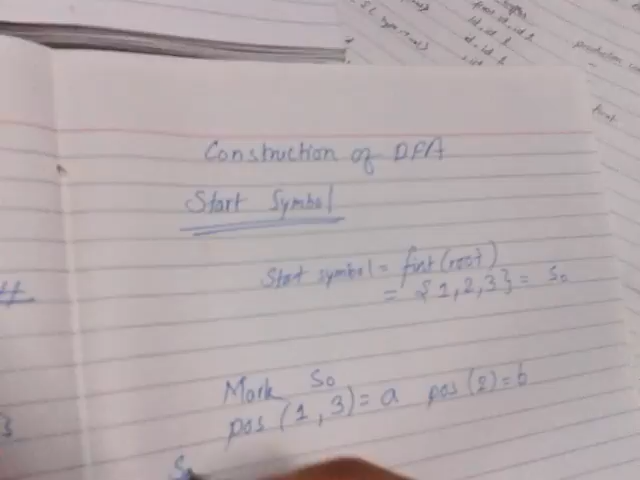 Construction of DFA
Start Symbol
Start symbol = first(root)
= {1,2,3} = S0
Mark S0
pos (1,3) = a pos (2) = b
S